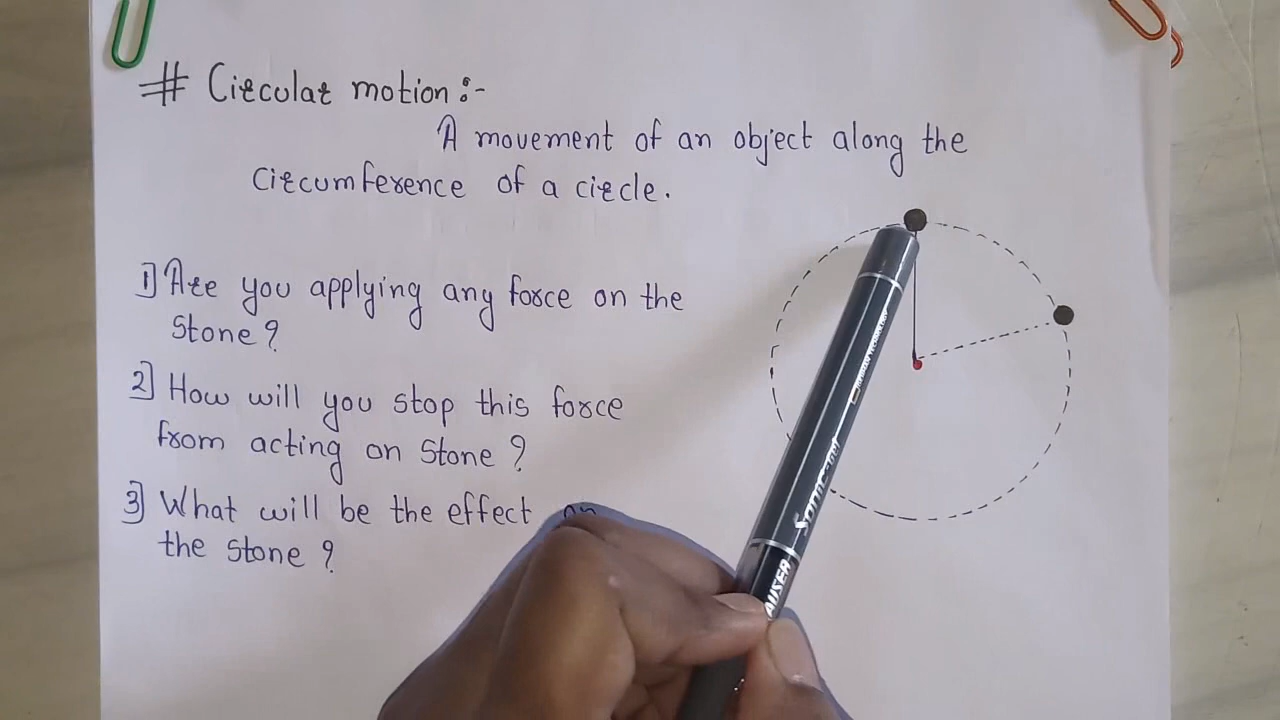 # Circular motion :-
A movement of an object along the
circumference of a circle.
1] Are you applying any force on the
stone ?
2] How will you stop this force
from acting on stone ?
3] What will be the effect on
the stone ?